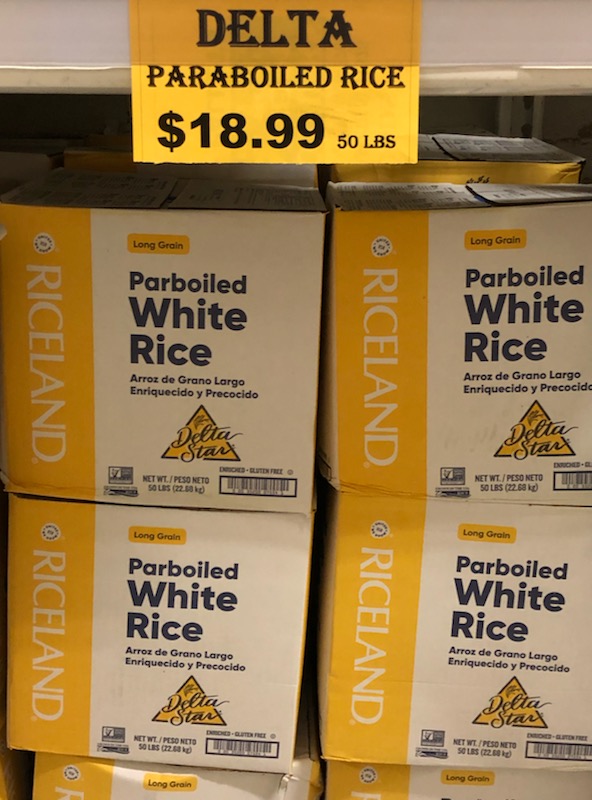 DELTA
PARABOILED RICE
$18.99 50 LBS
RICELAND
Long Grain
Parboiled
White
Rice
Arroz de Grano Largo
Enriquecido y Precocido
Delta
Star
ENRICHED • GLUTEN FREE
NET WT. / PESO NETO
50 LBS (22.68 kg)
RICELAND
Long Grain
Parboiled
White
Rice
Arroz de Grano Largo
Enriquecido y Precocido
Delta
Star
ENRICHED • GL
NET WT. / PESO NETO
50 LBS (22.68 kg)
RICELAND
Long Grain
Parboiled
White
Rice
Arroz de Grano Largo
Enriquecido y Precocido
Delta
Star
ENRICHED • GLUTEN FREE
NET WT. / PESO NETO
50 LBS (22.68 kg)
RICELAND
Long Grain
Parboiled
White
Rice
Arroz de Grano Largo
Enriquecido y Precocido
Delta
Star
ENRICHED • GLUTEN FREE
NET WT. / PESO NETO
50 LBS (22.68 kg)
Long Grain
Long Grain